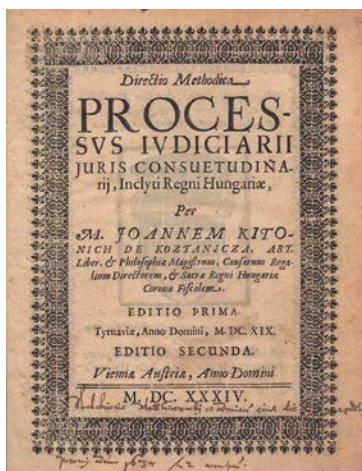 Directio Methodica
PROCES-
SVS IVDICIARII
JURIS CONSUETUDINA-
rij, Inclyti Regni Hungariæ,
Per
M. JOANNEM KITO-
NICH DE KOZTANICZA, ART.
Liber. & Philosophiæ Magistrum, Causarum Rega-
lium Directorem, & Sacræ Regni Hungariæ
Coronæ Fiscalem.
EDITIO PRIMA.
Tyrnaviæ, Anno Domini, M. DC. XIX.
EDITIO SECUNDA.
Viennæ Austriæ, Anno Domini
M. DC. XXXIV.